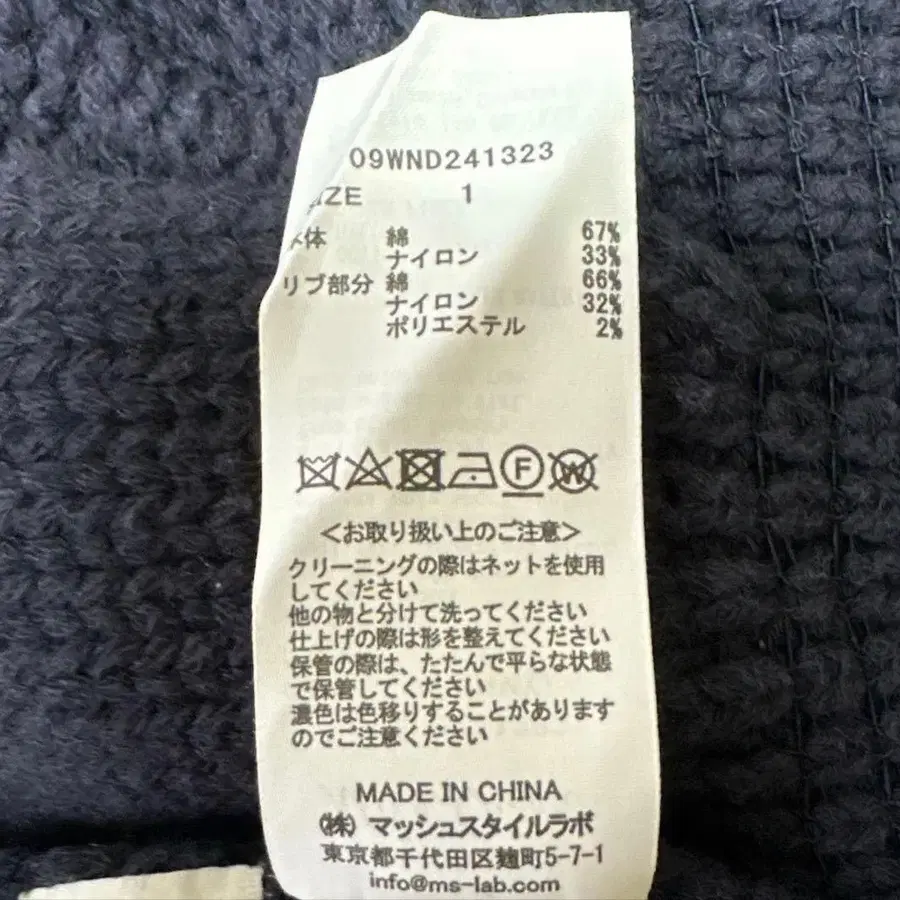 09WND241323
SIZE 1
本体 綿 67%
ナイロン 33%
リブ部分 綿 66%
ナイロン 32%
ポリエステル 2%
F W
<お取り扱い上のご注意>
クリーニングの際はネットを使用
してください
他の物と分けて洗ってください
仕上げの際は形を整えてください
保管の際は、たたんで平らな状態
で保管してください
濃色は色移りすることがあります
のでご注意ください
MADE IN CHINA
(株) マッシュスタイルラボ
東京都千代田区麹町5-7-1
info@ms-lab.com